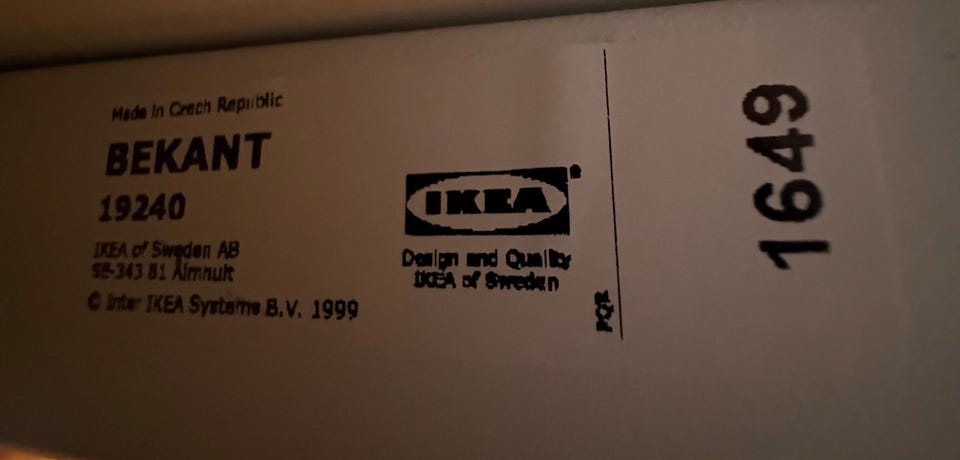 Made in Czech Republic
BEKANT
19240
IKEA of Sweden AB
SE-343 81 Älmhult
© Inter IKEA Systems B.V. 1999
IKEA®
Design and Quality
IKEA of Sweden
PQR
1649